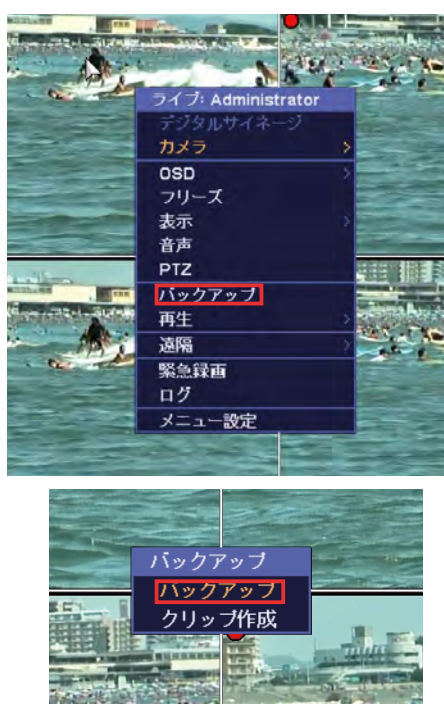 ライブ: Administrator
デジタルサイネージ
カメラ >
OSD >
フリーズ
表示 >
音声
PTZ
バックアップ
再生 >
遠隔 >
緊急録画
ログ
メニュー設定
バックアップ
バックアップ
クリップ作成